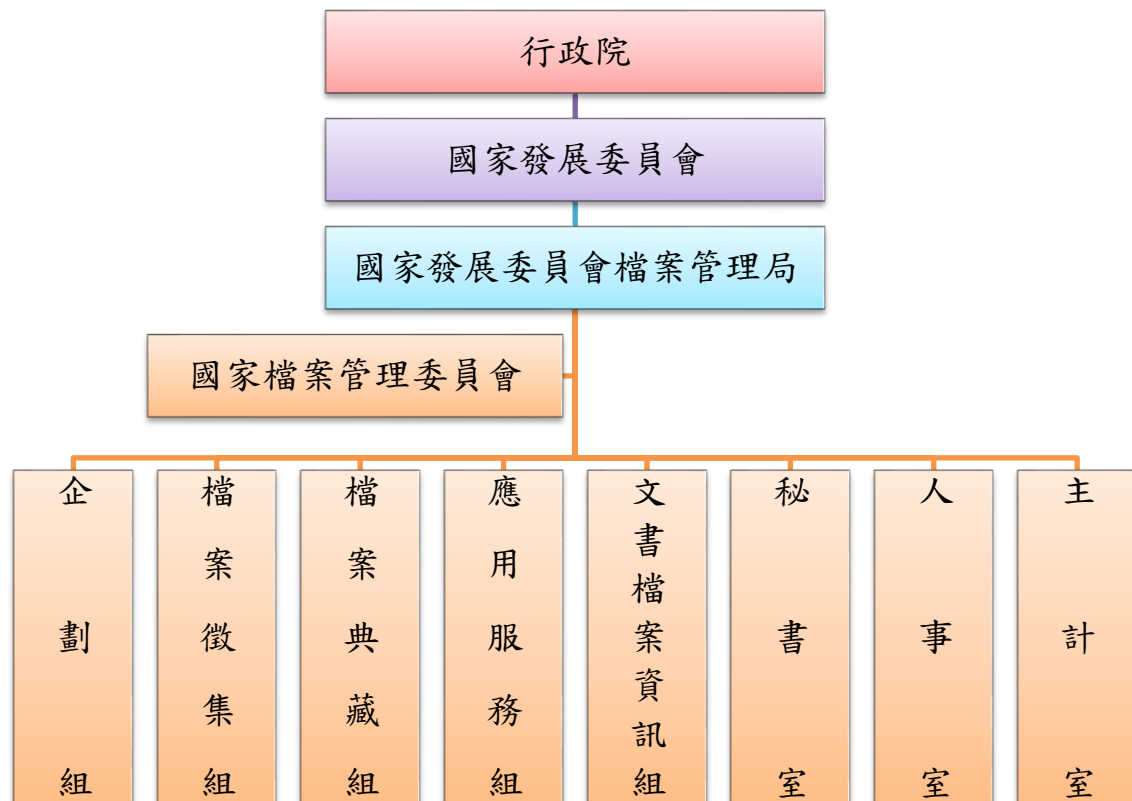 行政院
國家發展委員會
國家發展委員會檔案管理局
國家檔案管理委員會
企劃組
檔案徵集組
檔案典藏組
應用服務組
文書檔案資訊組
秘書室
人事室
主計室